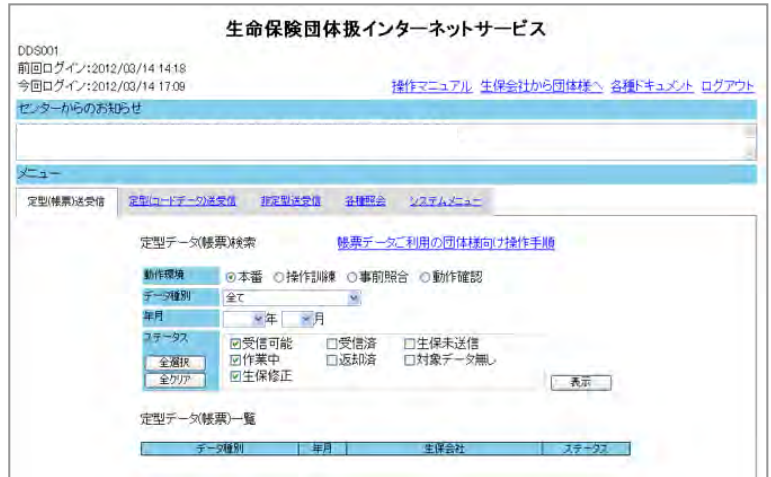 生命保険団体扱インターネットサービス
DDS001
前回ログイン:2012/03/14 14:18
今回ログイン:2012/03/14 17:09
操作マニュアル 生保会社から団体様へ 各種ドキュメント ログアウト
センターからのお知らせ
メニュー
定型(帳票)送受信 定型(コードデータ)送受信 非定型送受信 各種照会 システムメニュー
定型データ(帳票)検索 帳票データご利用の団体様向け操作手順
動作環境 本番 操作訓練 事前照合 動作確認
データ種別 全て
年月 年 月
ステータス 受信可能 受信済 生保未送信
全選択 作業中 返却済 対象データ無し
全クリア 生保修正 表示
定型データ(帳票)一覧
データ種別 年月 生保会社 ステータス